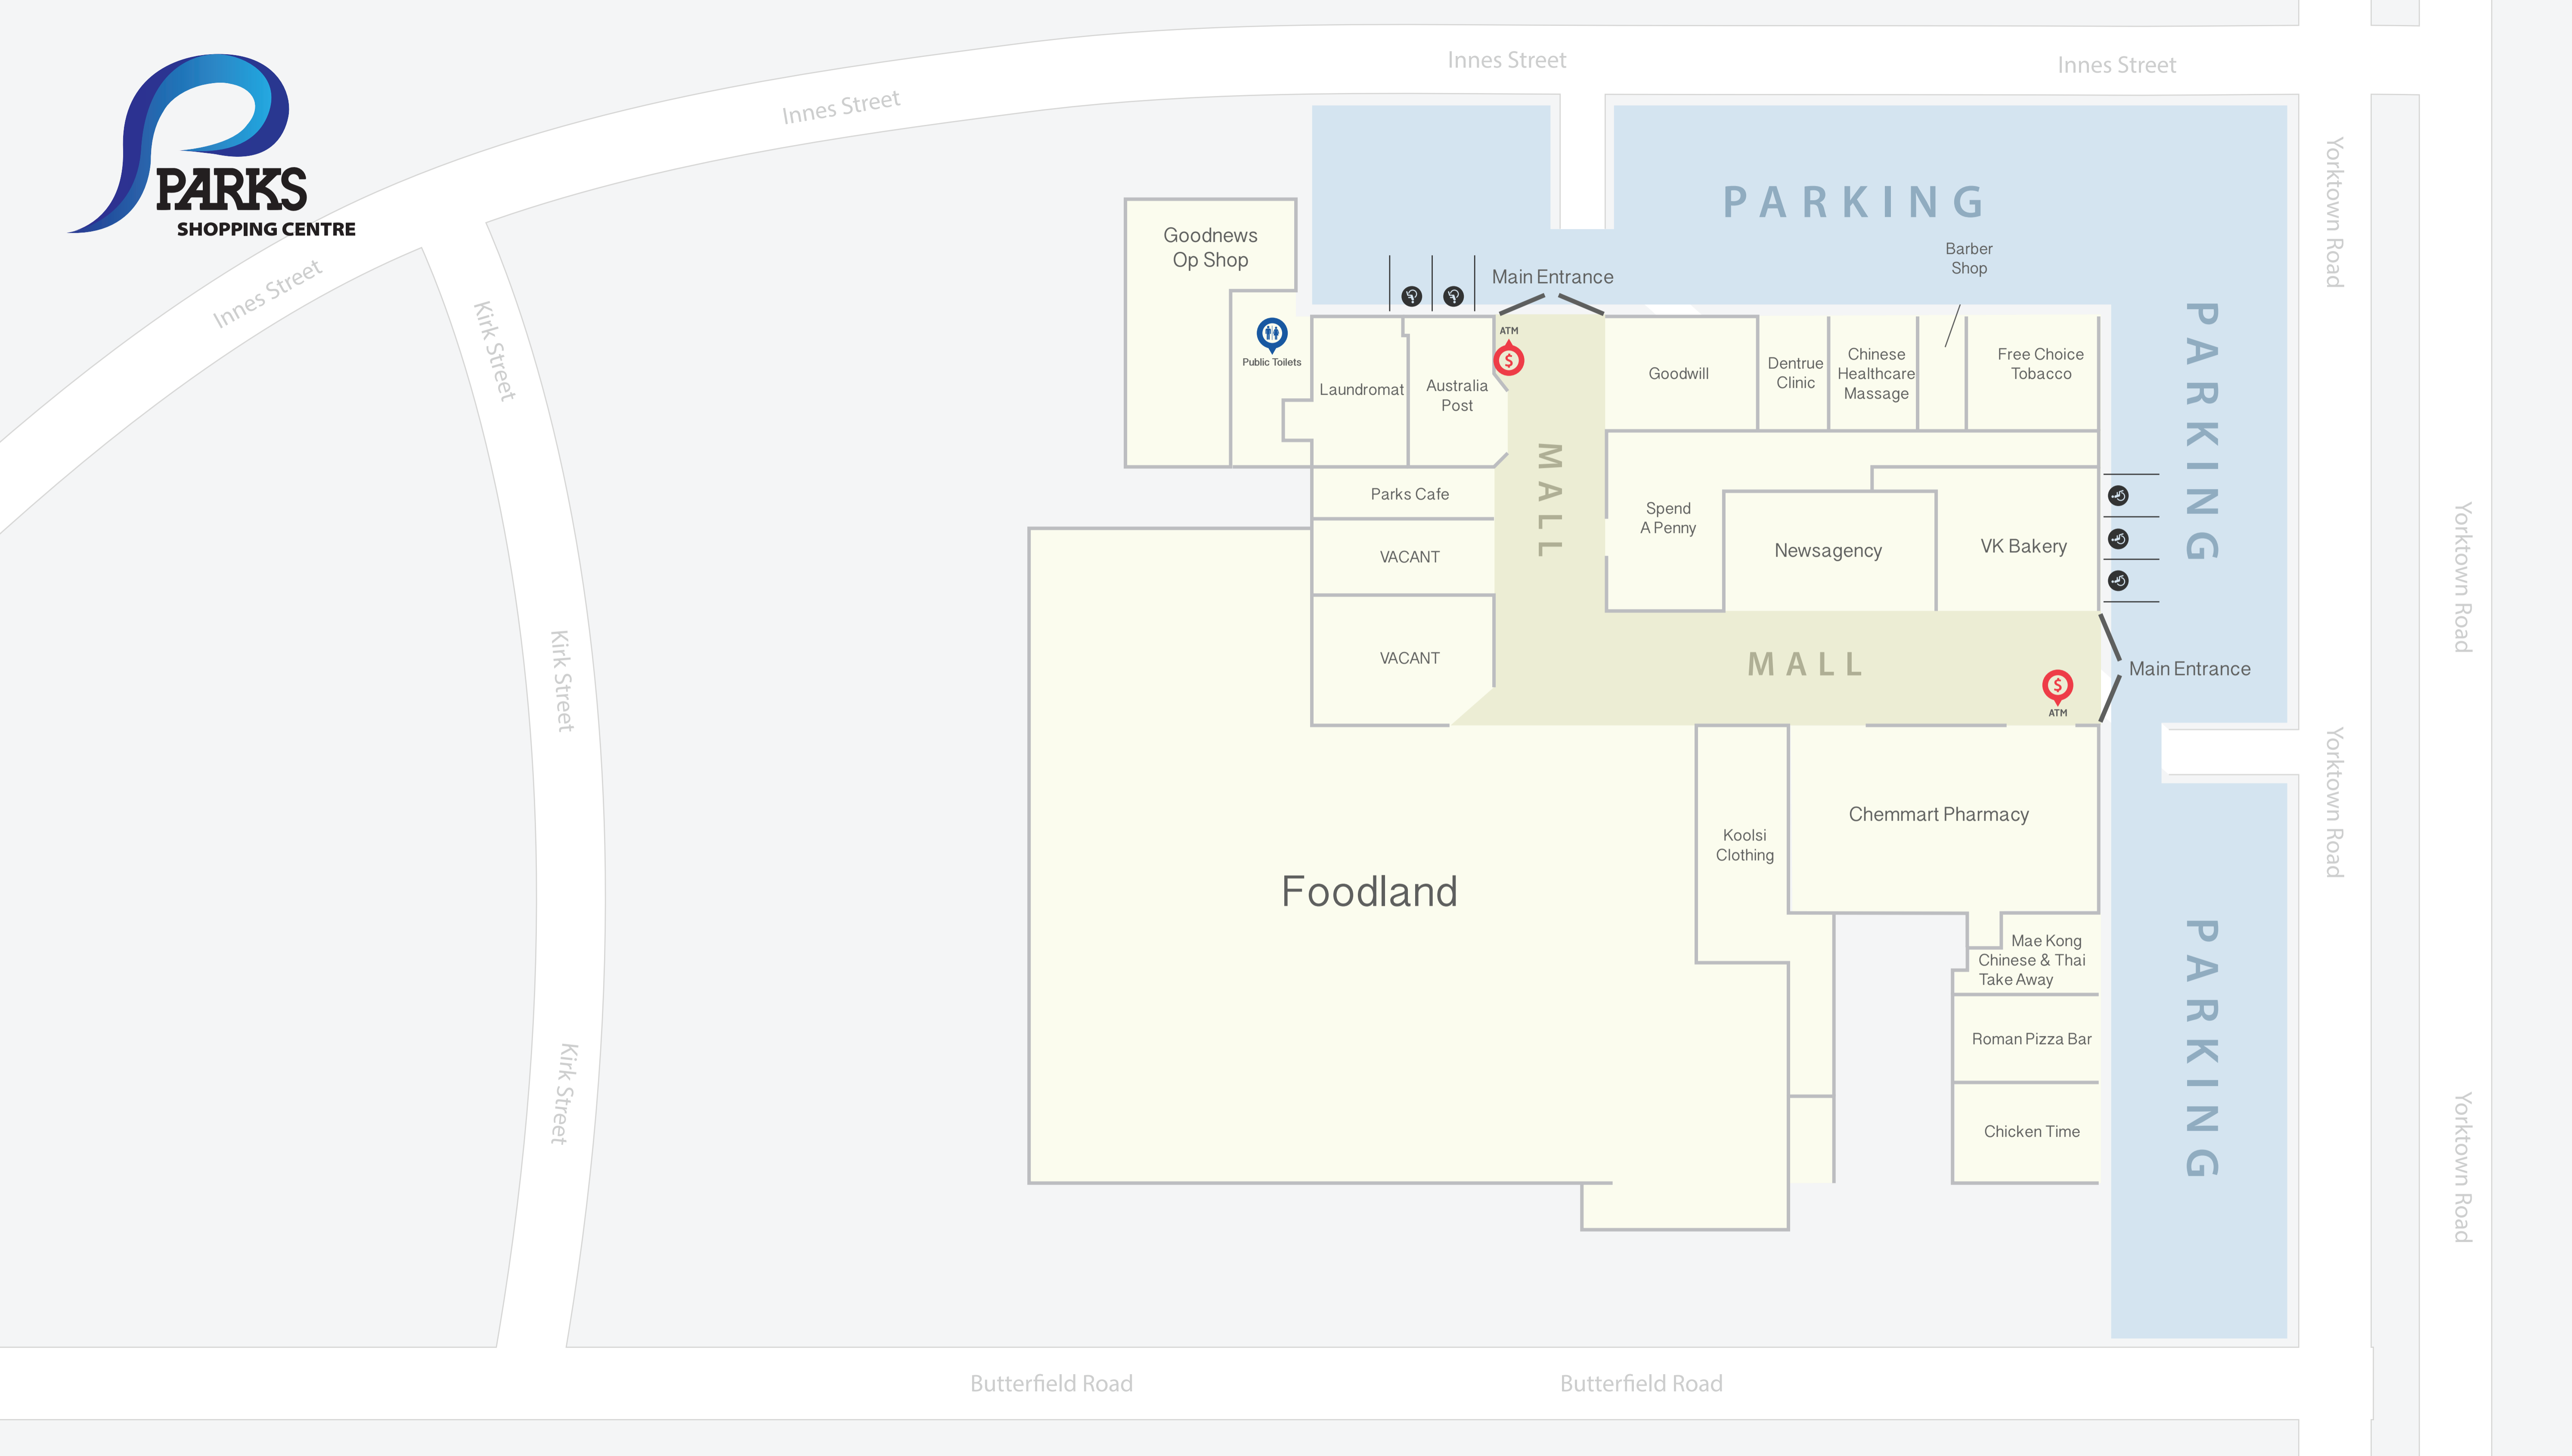 Innes Street
Innes Street
Innes Street
Innes Street
PARKS
SHOPPING CENTRE
Yorktown Road
Yorktown Road
Yorktown Road
Yorktown Road
Kirk Street
Kirk Street
Kirk Street
PARKING
PARKING
PARKING
Goodnews
Op Shop
Public Toilets
Main Entrance
ATM
Barber
Shop
Laundromat
Australia
Post
Goodwill
Dentrue
Clinic
Chinese
Healthcare
Massage
Free Choice
Tobacco
MALL
Parks Cafe
VACANT
VACANT
Spend
A Penny
Newsagency
VK Bakery
MALL
Main Entrance
$
ATM
$
Foodland
Koolsi
Clothing
Chemmart Pharmacy
Mae Kong
Chinese & Thai
Take Away
Roman Pizza Bar
Chicken Time
Butterfield Road
Butterfield Road